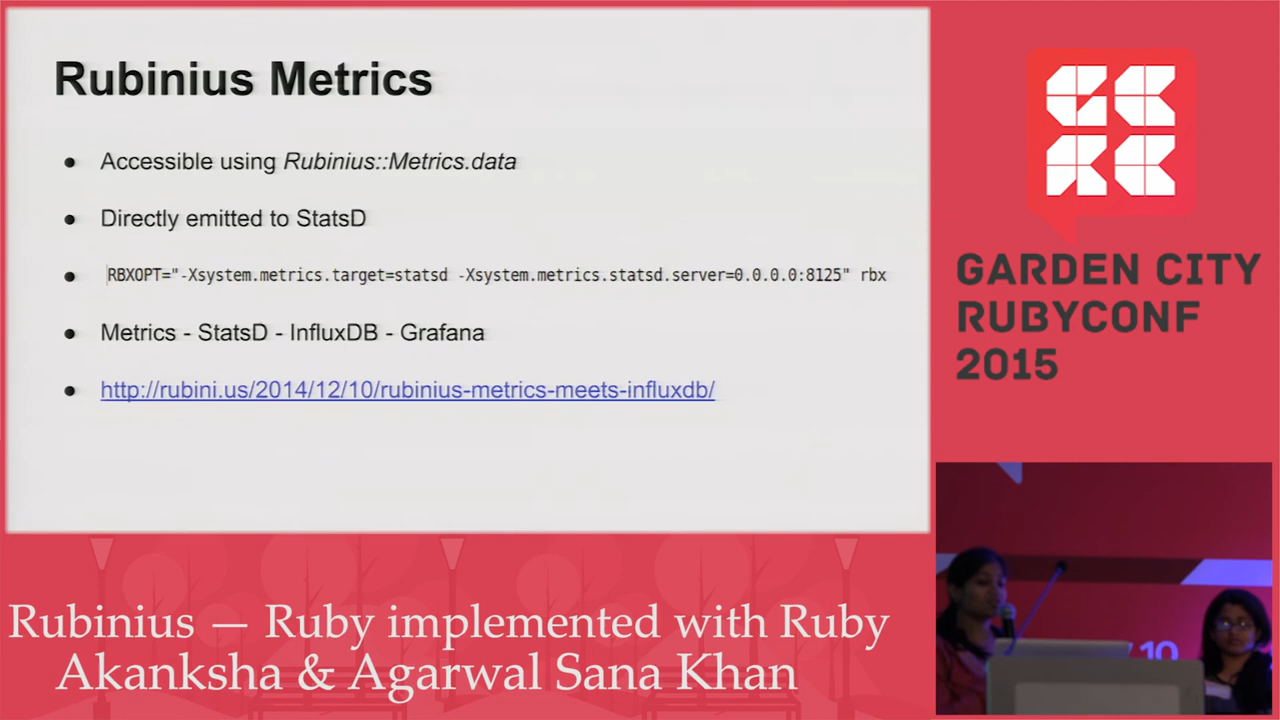 Rubinius Metrics
Accessible using Rubinius::Metrics.data
Directly emitted to StatsD
RBXOPT="-Xsystem.metrics.target=statsd -Xsystem.metrics.statsd.server=0.0.0.0:8125" rbx
Metrics - StatsD - InfluxDB - Grafana
http://rubini.us/2014/12/10/rubinius-metrics-meets-influxdb/
GARDEN CITY
RUBYCONF
2015
10
Rubinius — Ruby implemented with Ruby
Akanksha & Agarwal Sana Khan